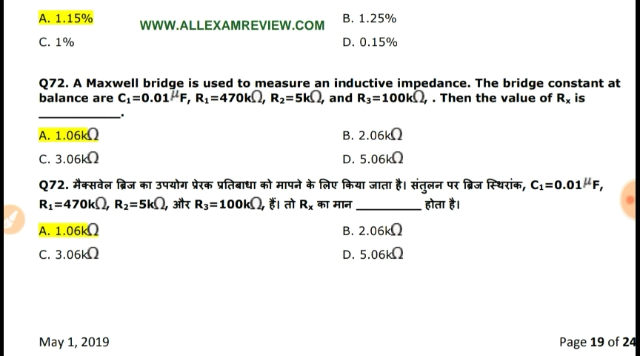 A. 1.15%
WWW.ALLEXAMREVIEW.COM
B. 1.25%
C. 1%
D. 0.15%
Q72. A Maxwell bridge is used to measure an inductive impedance. The bridge constant at
balance are C₁=0.01µF, R₁=470kΩ, R₂=5kΩ, and R₃=100kΩ, . Then the value of Rₓ is
____________.
A. 1.06kΩ
B. 2.06kΩ
C. 3.06kΩ
D. 5.06kΩ
Q72. मैक्सवेल ब्रिज का उपयोग प्रेरक प्रतिबाधा को मापने के लिए किया जाता है। संतुलन पर ब्रिज स्थिरांक, C₁=0.01µF,
R₁=470kΩ, R₂=5kΩ, और R₃=100kΩ, हैं। तो Rₓ का मान _________ होता है।
A. 1.06kΩ
B. 2.06kΩ
C. 3.06kΩ
D. 5.06kΩ
May 1, 2019
Page 19 of 24